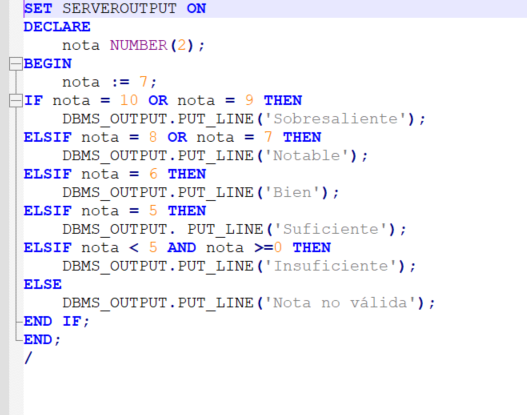 SET SERVEROUTPUT ON
DECLARE
    nota NUMBER(2);
BEGIN
    nota := 7;
IF nota = 10 OR nota = 9 THEN
    DBMS_OUTPUT.PUT_LINE('Sobresaliente');
ELSIF nota = 8 OR nota = 7 THEN
    DBMS_OUTPUT.PUT_LINE('Notable');
ELSIF nota = 6 THEN
    DBMS_OUTPUT.PUT_LINE('Bien');
ELSIF nota = 5 THEN
    DBMS_OUTPUT. PUT_LINE('Suficiente');
ELSIF nota < 5 AND nota >=0 THEN
    DBMS_OUTPUT.PUT_LINE('Insuficiente');
ELSE
    DBMS_OUTPUT.PUT_LINE('Nota no válida');
END IF;
END;
/